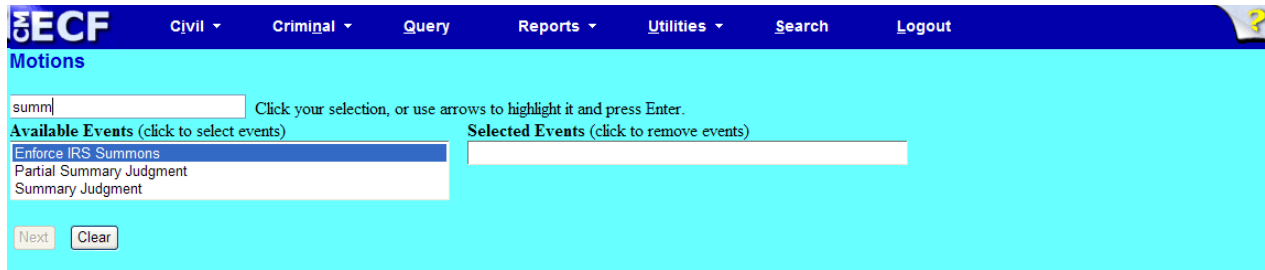 CM ECF Civil Criminal Query Reports Utilities Search Logout ?
Motions
summ Click your selection, or use arrows to highlight it and press Enter.
Available Events (click to select events) Selected Events (click to remove events)
Enforce IRS Summons
Partial Summary Judgment
Summary Judgment
Next Clear